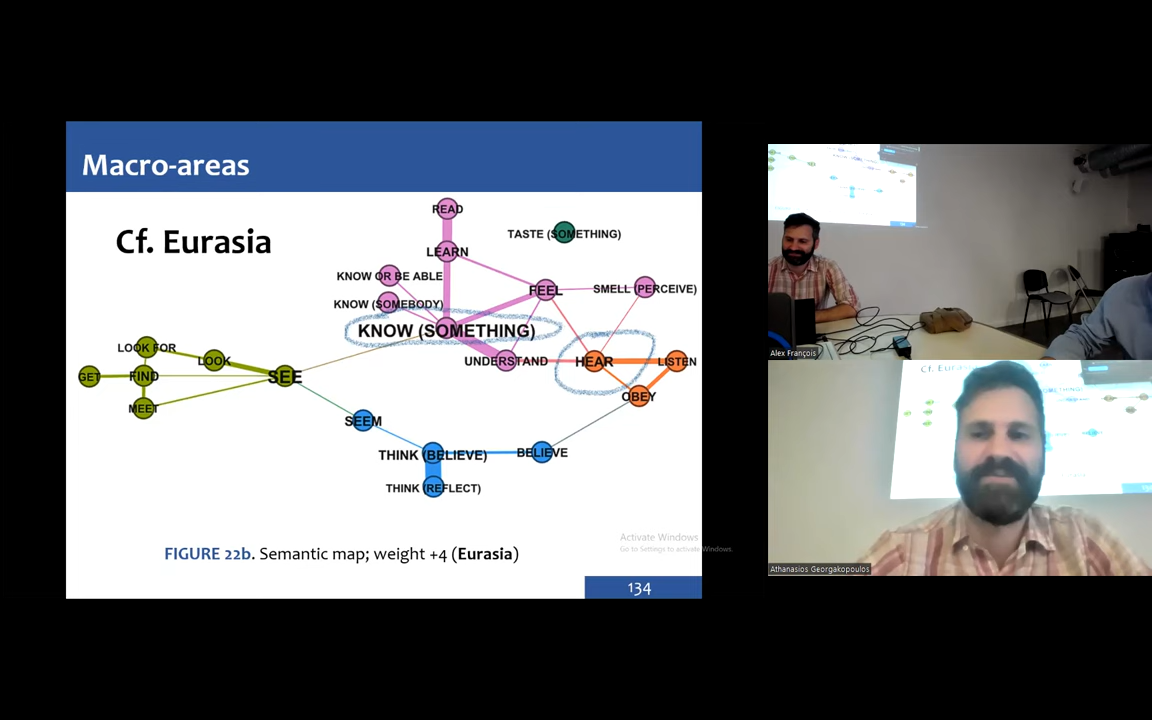 Macro-areas
Cf. Eurasia
READ
TASTE (SOMETHING)
LEARN
KNOW OR BE ABLE
FEEL
SMELL (PERCEIVE)
KNOW (SOMEBODY)
KNOW (SOMETHING)
LOOK FOR
LOOK
UNDERSTAND
HEAR
LISTEN
GET
FIND
SEE
OBEY
MEET
SEEM
THINK (BELIEVE)
BELIEVE
THINK (REFLECT)
FIGURE 22b. Semantic map; weight +4 (Eurasia)
Activate Windows
Go to Settings to activate Windows.
134
Alex François
Cf. Eurasia
Athanasios Georgakopoulos